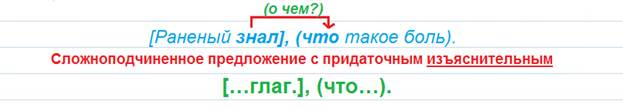 (о чем?)
[Раненый знал], (что такое боль).
Сложноподчиненное предложение с придаточным изъяснительным
[...глаг.], (что...).